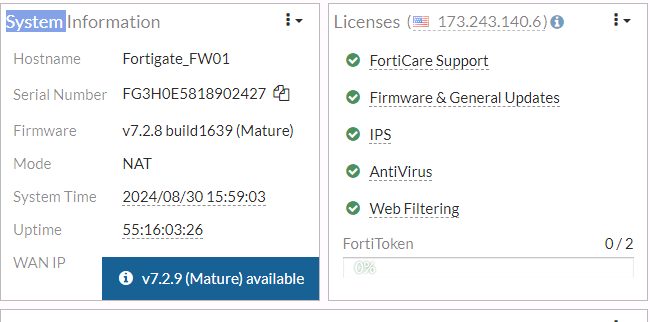 System Information
Hostname Fortigate_FW01
Serial Number FG3H0E5818902427
Firmware v7.2.8 build1639 (Mature)
Mode NAT
System Time 2024/08/30 15:59:03
Uptime 55:16:03:26
WAN IP
v7.2.9 (Mature) available
Licenses (173.243.140.6)
FortiCare Support
Firmware & General Updates
IPS
AntiVirus
Web Filtering
FortiToken 0 / 2
0%